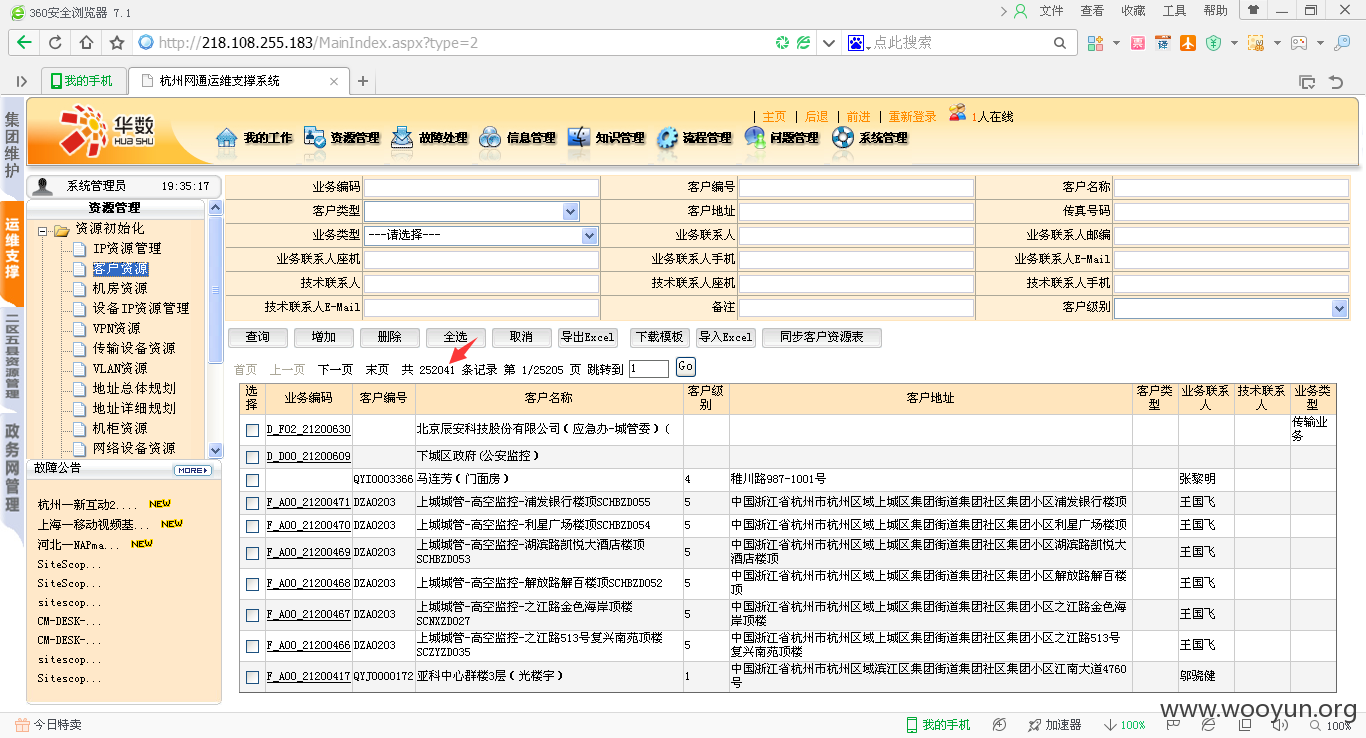 360安全浏览器 7.1
文件 查看 收藏 工具 帮助
http://218.108.255.183/MainIndex.aspx?type=2
点此搜索
我的手机
杭州网通运维支撑系统
集团维护
运维支撑
二区五县资源管理
政务网管理
华数
HUA SHU
| 主页 | 后退 | 前进 | 重新登录 1人在线
我的工作 资源管理 故障处理 信息管理 知识管理 流程管理 问题管理 系统管理
系统管理员 19:35:17
资源管理
资源初始化
IP资源管理
客户资源
机房资源
设备IP资源管理
VPN资源
传输设备资源
VLAN资源
地址总体规划
地址详细规划
机柜资源
网络设备资源
故障公告 MORE
杭州一新互动2.... NEW
上海一移动视频基... NEW
河北一NAPma... NEW
SiteScop...
SiteScop...
sitescop...
CM-DESK-...
CM-DESK-...
sitescop...
Sitescop...
业务编码 客户编号 客户名称
客户类型 客户地址 传真号码
业务类型 ---请选择--- 业务联系人 业务联系人邮编
业务联系人座机 业务联系人手机 业务联系人E-Mail
技术联系人 技术联系人座机 技术联系人手机
技术联系人E-Mail 备注 客户级别
查询 增加 删除 全选 取消 导出Excel 下载模板 导入Excel 同步客户资源表
首页 上一页 下一页 末页 共 252041 条记录 第 1/25205 页 跳转到 1 Go
选择 业务编码 客户编号 客户名称 客户级别 客户地址 客户类型 业务联系人 技术联系人 业务类型
D_F02_21200630 北京辰安科技股份有限公司(应急办-城管委)( 传输业务
D_D00_21200609 下城区政府(公安监控)
QYI0003366 马连芳(门面房) 4 稚川路987-1001号 张黎明
F_A00_21200471 DZA0203 上城城管-高空监控-浦发银行楼顶SCHBZD055 5 中国浙江省杭州市杭州区域上城区集团街道集团社区集团小区浦发银行楼顶 王国飞
F_A00_21200470 DZA0203 上城城管-高空监控-利星广场楼顶SCHBZD054 5 中国浙江省杭州市杭州区域上城区集团街道集团社区集团小区利星广场楼顶 王国飞
F_A00_21200469 DZA0203 上城城管-高空监控-湖滨路凯悦大酒店楼顶SCHBZD053 5 中国浙江省杭州市杭州区域上城区集团街道集团社区集团小区湖滨路凯悦大酒店楼顶 王国飞
F_A00_21200468 DZA0203 上城城管-高空监控-解放路解百楼顶SCHBZD052 5 中国浙江省杭州市杭州区域上城区集团街道集团社区集团小区解放路解百楼顶 王国飞
F_A00_21200467 DZA0203 上城城管-高空监控-之江路金色海岸顶楼SCNXZD027 5 中国浙江省杭州市杭州区域上城区集团街道集团社区集团小区之江路金色海岸顶楼 王国飞
F_A00_21200466 DZA0203 上城城管-高空监控-之江路513号复兴南苑顶楼SCZYZD035 5 中国浙江省杭州市杭州区域上城区集团街道集团社区集团小区之江路513号复兴南苑顶楼 王国飞
F_A00_21200417 QYJ0000172 亚科中心群楼3层(光楼宇) 1 中国浙江省杭州市杭州区域滨江区集团街道集团社区集团小区江南大道4760号 邬骁健
www.wooyun.org
今日特卖
我的手机 加速器 100% 100%